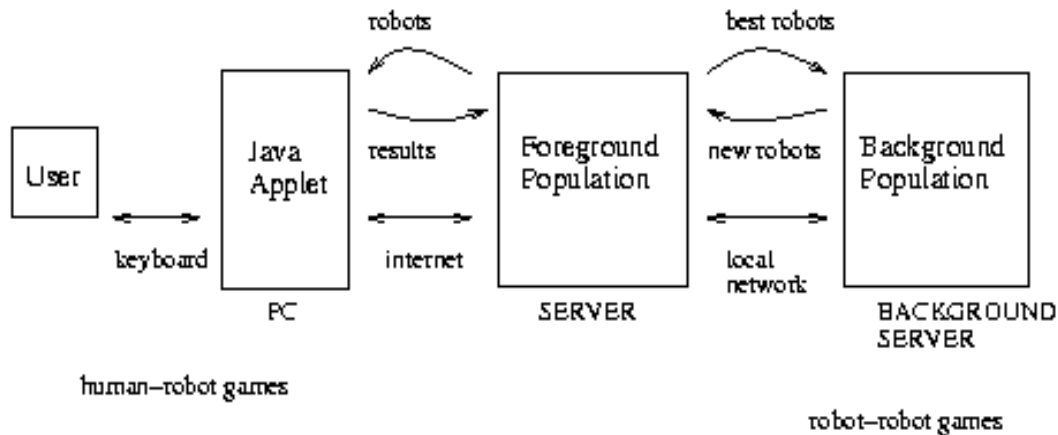 robots
best robots
User
Java
Applet
results
Foreground
Population
new robots
Background
Population
keyboard
internet
local
network
PC
SERVER
BACKGROUND
SERVER
human–robot games
robot–robot games